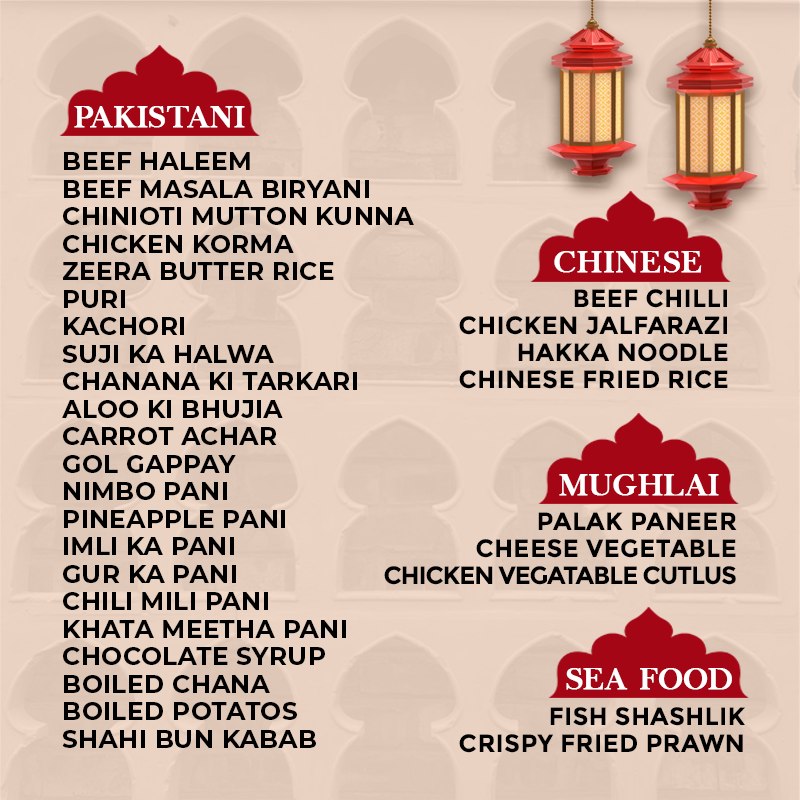 PAKISTANI
BEEF HALEEM
BEEF MASALA BIRYANI
CHINIOTI MUTTON KUNNA
CHICKEN KORMA
ZEERA BUTTER RICE
PURI
KACHORI
SUJI KA HALWA
CHANANA KI TARKARI
ALOO KI BHUJIA
CARROT ACHAR
GOL GAPPAY
NIMBO PANI
PINEAPPLE PANI
IMLI KA PANI
GUR KA PANI
CHILI MILI PANI
KHATA MEETHA PANI
CHOCOLATE SYRUP
BOILED CHANA
BOILED POTATOS
SHAHI BUN KABAB
CHINESE
BEEF CHILLI
CHICKEN JALFARAZI
HAKKA NOODLE
CHINESE FRIED RICE
MUGHLAI
PALAK PANEER
CHEESE VEGETABLE
CHICKEN VEGATABLE CUTLUS
SEA FOOD
FISH SHASHLIK
CRISPY FRIED PRAWN